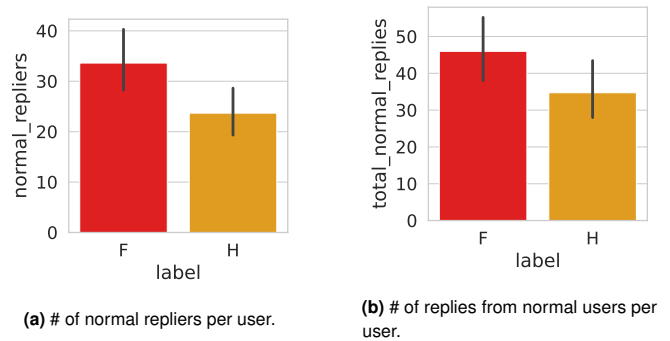 40
30
20
10
0
normal_repliers
F
H
label
(a) # of normal repliers per user.
50
40
30
20
10
0
total_normal_replies
F
H
label
(b) # of replies from normal users per
user.